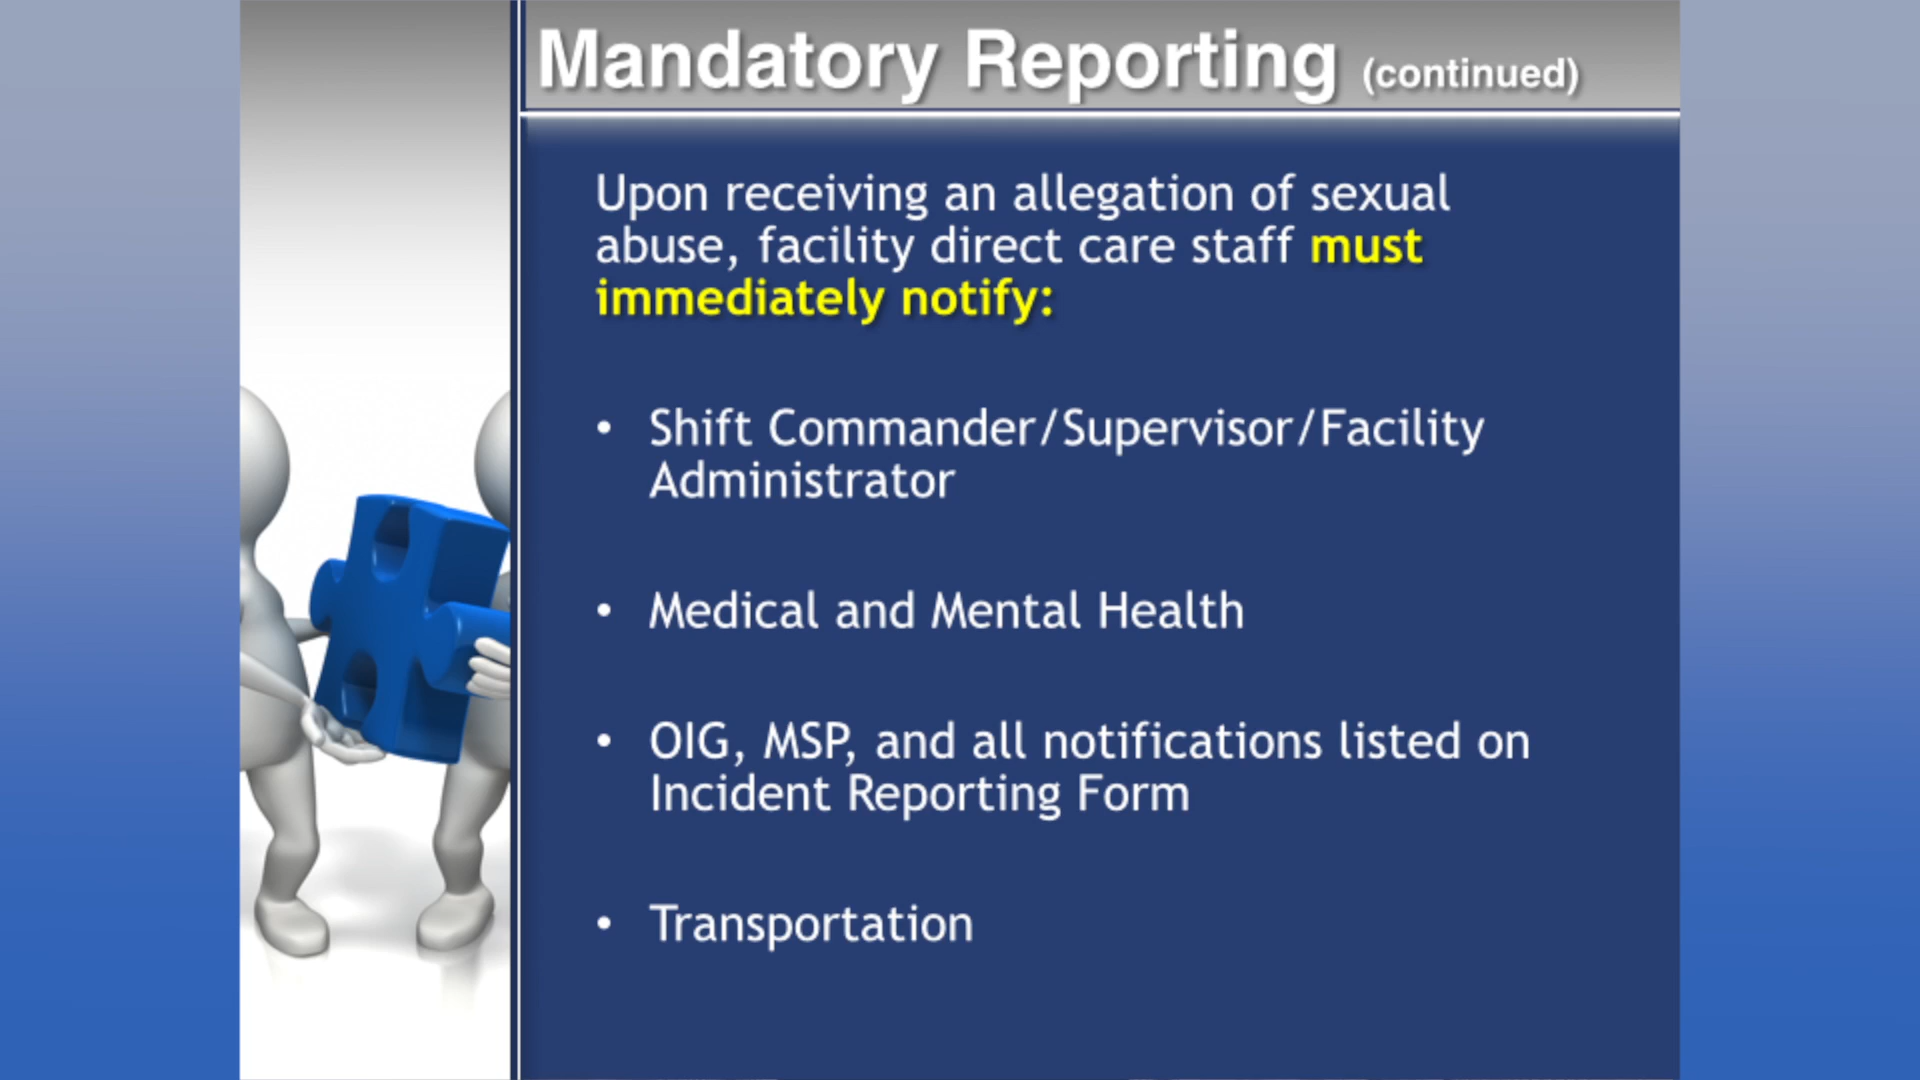 Mandatory Reporting (continued)
Upon receiving an allegation of sexual
abuse, facility direct care staff must
immediately notify:
• Shift Commander/Supervisor/Facility
Administrator
• Medical and Mental Health
• OIG, MSP, and all notifications listed on
Incident Reporting Form
• Transportation